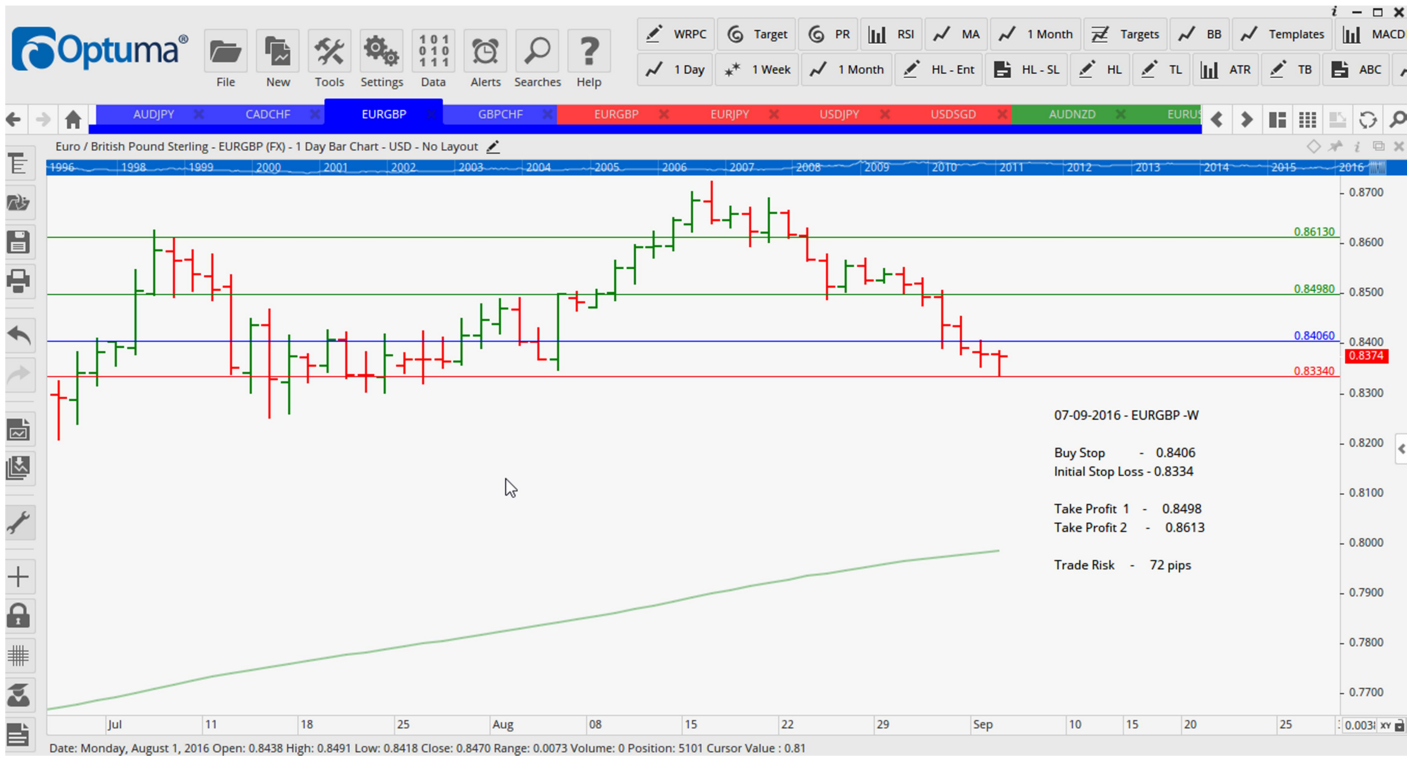 Optuma®
File New Tools Settings Data Alerts Searches Help
101
010
111
WRPC Target PR RSI MA 1 Month Targets BB Templates MACD
1 Day 1 Week 1 Month HL - Ent HL - SL HL TL ATR TB ABC
AUDJPY CADCHF EURGBP GBPCHF EURGBP EURJPY USDJPY USDSGD AUDNZD
Euro / British Pound Sterling - EURGBP (FX) - 1 Day Bar Chart - USD - No Layout
1996 1998 1999 2000 2001 2002 2003 2004 2005 2006 2007 2008 2009 2010 2011 2012 2013 2014 2015 2016
0.8700
0.86130
0.8600
0.84980
0.8500
0.84060
0.8400
0.8374
0.83340
0.8300
07-09-2016 - EURGBP -W
0.8200
Buy Stop - 0.8406
Initial Stop Loss - 0.8334
0.8100
Take Profit 1 - 0.8498
Take Profit 2 - 0.8613
0.8000
Trade Risk - 72 pips
0.7900
0.7800
0.7700
Jul 11 18 25 Aug 08 15 22 29 Sep 10 15 20 25 XY
Date: Monday, August 1, 2016 Open: 0.8438 High: 0.8491 Low: 0.8418 Close: 0.8470 Range: 0.0073 Volume: 0 Position: 5101 Cursor Value : 0.81